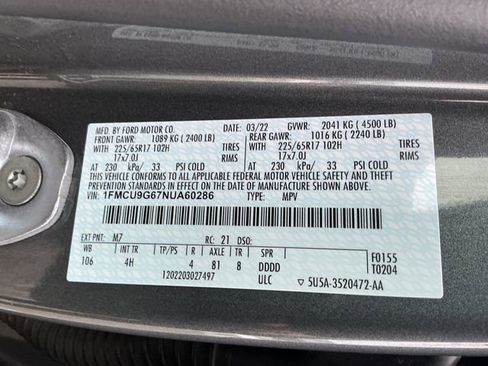 MFD. BY FORD MOTOR CO. 03/22 GVWR: 2041 KG ( 4500 LB)
FRONT GAWR: 1089 KG ( 2400 LB) REAR GAWR: 1016 KG ( 2240 LB)
225/65R17 102H TIRES 225/65R17 102H TIRES
17x7.0J RIMS 17x7.0J RIMS
AT 230 kPa/ 33 PSI COLD AT 230 kPa/ 33 PSI COLD
THIS VEHICLE CONFORMS TO ALL APPLICABLE FEDERAL MOTOR VEHICLE SAFETY AND THEFT
PREVENTION STANDARDS IN EFFECT ON THE DATE OF MANUFACTURE SHOWN ABOVE.
VIN: 1FMCU9G67NUA60286 TYPE: MPV
EXT PNT: M7 RC: 21 DSO: F0155
WB INT TR TP/PS R AXLE TR SPR T0204
106 4H 4 81 8 DDDD
1202203027497 ULC ▽ 5U5A-3520472-AA